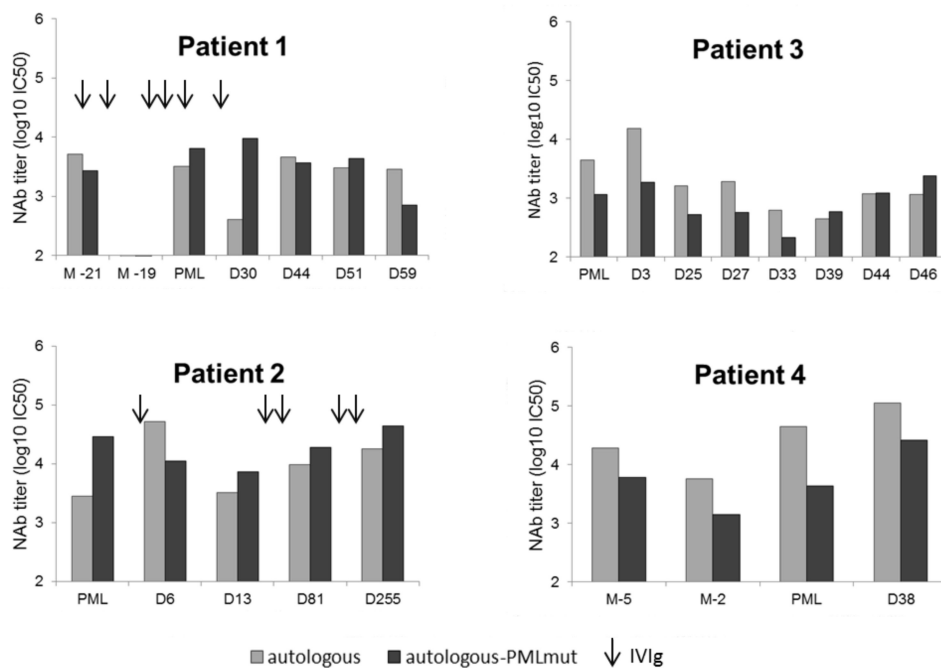 Patient 1
NAb titer (log10 IC50)
6
5
4
3
2
M -21 M -19 PML D30 D44 D51 D59
Patient 3
NAb titer (log10 IC50)
6
5
4
3
2
PML D3 D25 D27 D33 D39 D44 D46
Patient 2
NAb titer (log10 IC50)
6
5
4
3
2
PML D6 D13 D81 D255
Patient 4
NAb titer (log10 IC50)
6
5
4
3
2
M-5 M-2 PML D38
autologous autologous-PMLmut IVIg